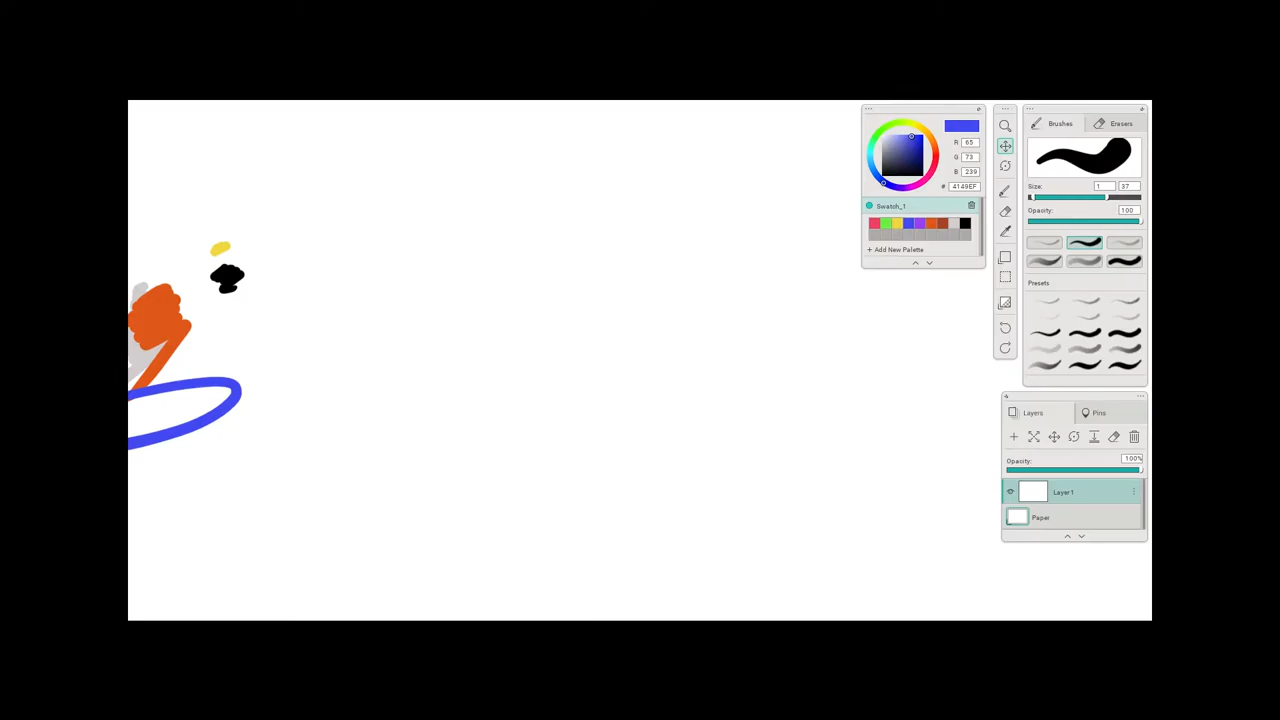 Brushes
Erasers
R 65
G 73
B 239
# 4149EF
Size: 1 37
Swatch_1
Opacity: 100
Add New Palette
Presets
Layers
Pins
Opacity: 100%
Layer1
Paper